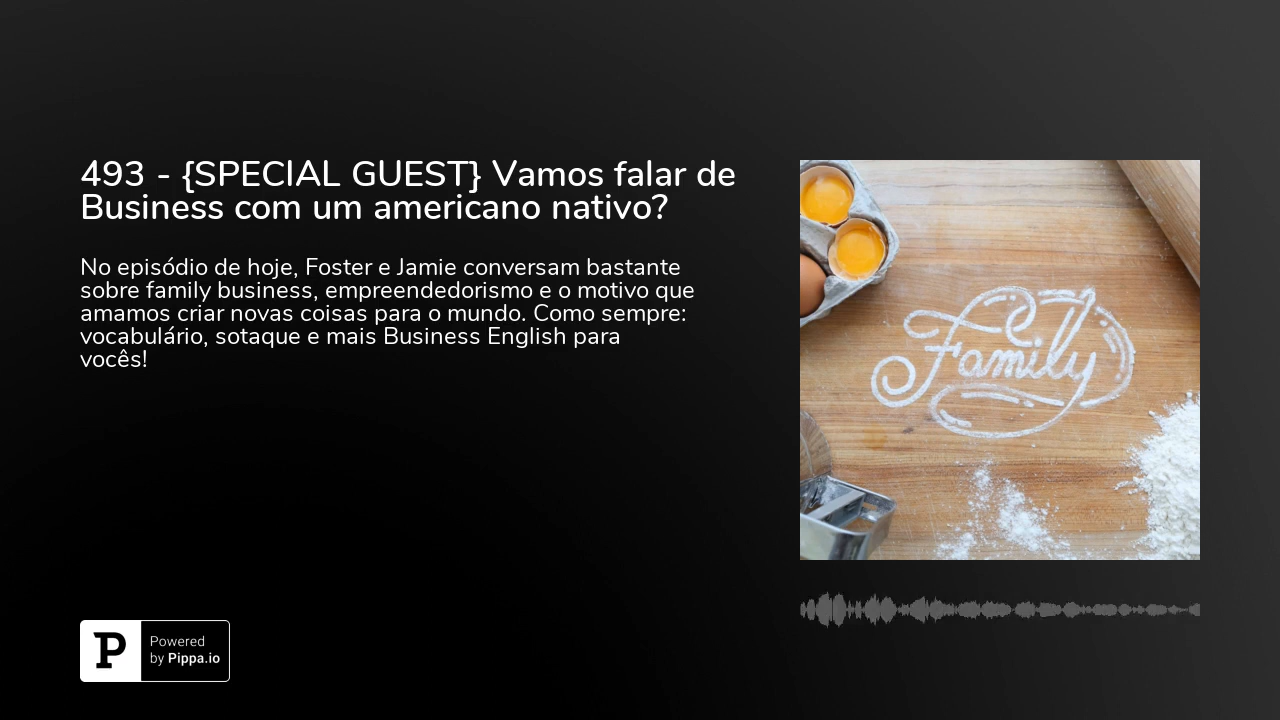 493 - {SPECIAL GUEST} Vamos falar de
Business com um americano nativo?
No episódio de hoje, Foster e Jamie conversam bastante
sobre family business, empreendedorismo e o motivo que
amamos criar novas coisas para o mundo. Como sempre:
vocabulário, sotaque e mais Business English para
vocês!
Family
P
Powered
by Pippa.io